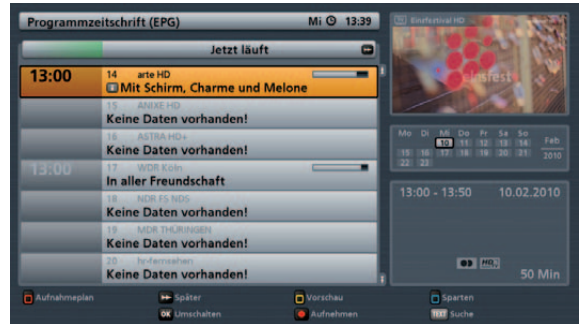 Programmzeitschrift (EPG) Mi 13:39
Jetzt läuft
13:00 14 arte HD
Mit Schirm, Charme und Melone
15 ANIXE HD
Keine Daten vorhanden!
16 ASTRA HD+
Keine Daten vorhanden!
13:00 17 WDR Köln
In aller Freundschaft
18 NDR FS NDS
Keine Daten vorhanden!
19 MDR THÜRINGEN
Keine Daten vorhanden!
20 hr-fernsehen
Keine Daten vorhanden!
Einsfestival HD
einsfest
Mo Di Mi Do Fr Sa So
10 11 12 13 14 Feb
15 16 17 18 19 20 21 2010
22 23
13:00 - 13:50 10.02.2010
50 Min
Aufnahmeplan Später Vorschau Sparten
OK Umschalten Aufnehmen TEXT Suche